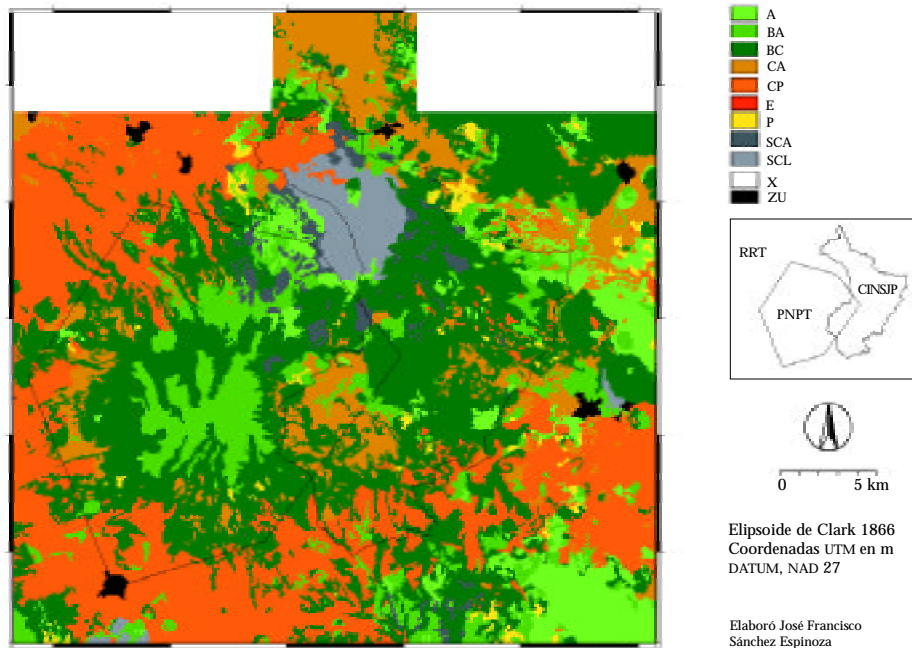 A
BA
BC
CA
CP
E
P
SCA
SCL
X
ZU
RRT
CINSJP
PNPT
0 5 km
Elipsoide de Clark 1866
Coordenadas UTM en m
DATUM, NAD 27
Elaboró José Francisco
Sánchez Espinoza